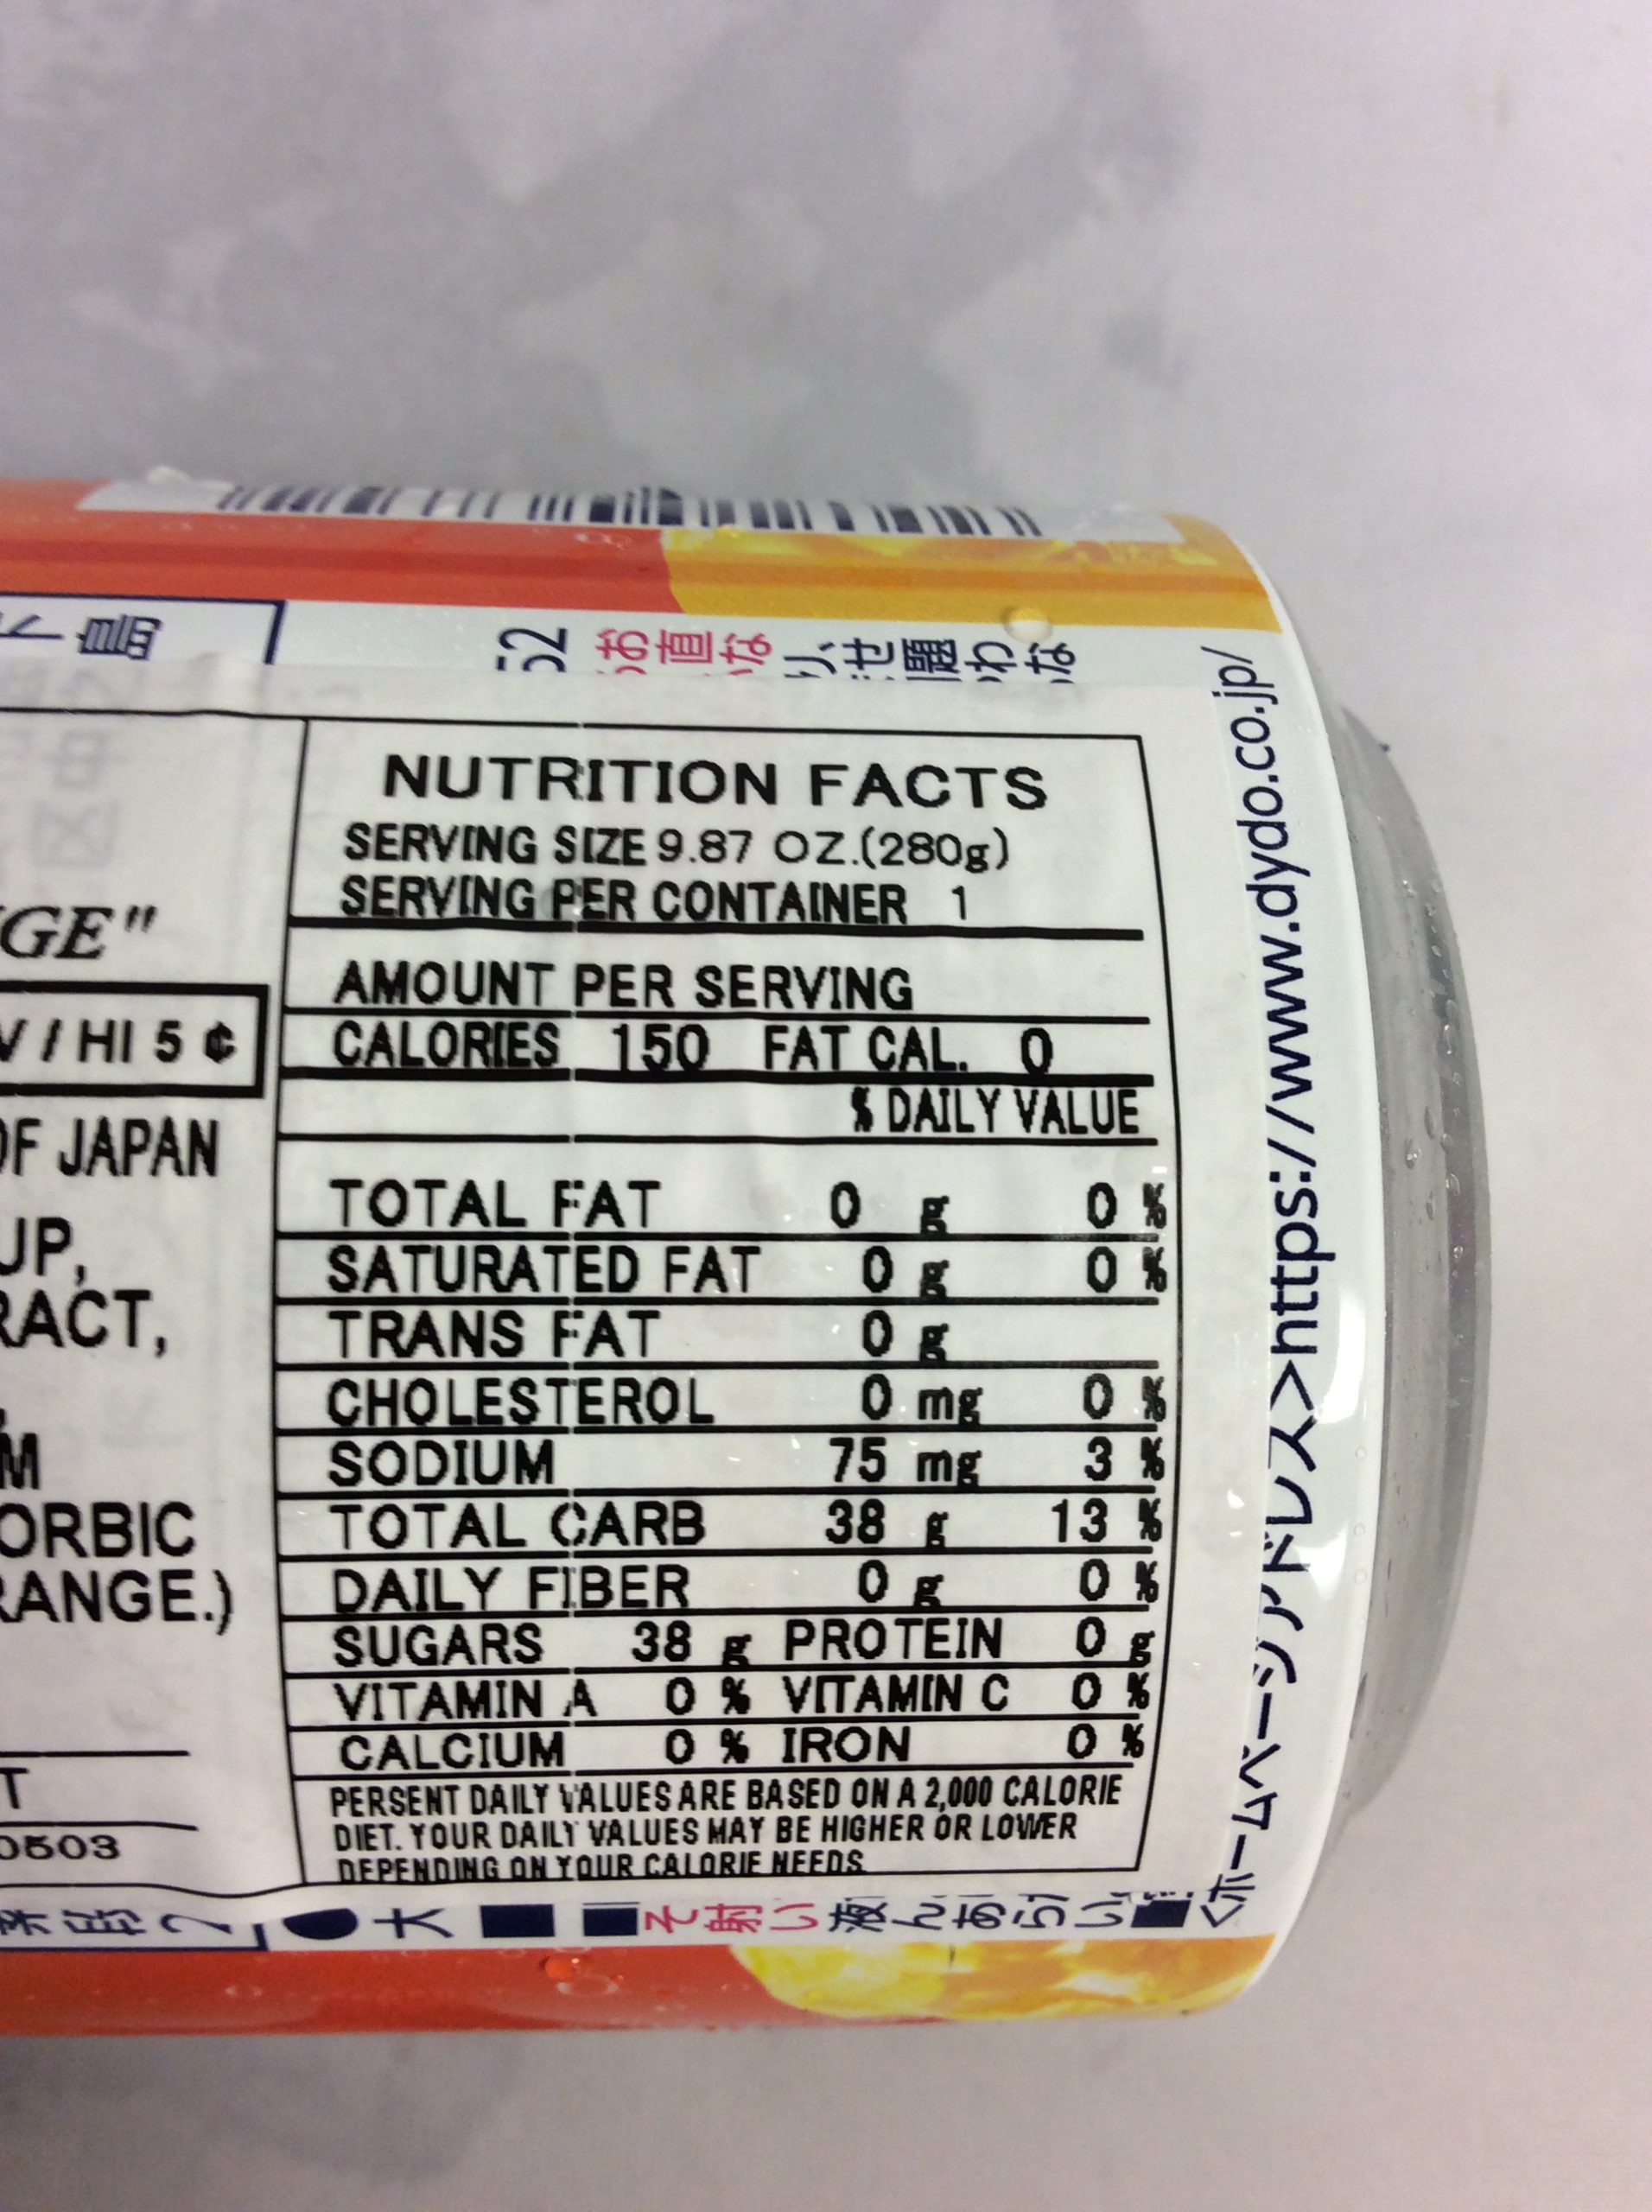 GE"
V / HI 5 ¢
OF JAPAN
UP,
RACT,
M
ORBIC
RANGE.)
T
0503
NUTRITION FACTS
SERVING SIZE 9.87 OZ.(280g)
SERVING PER CONTAINER 1
AMOUNT PER SERVING
CALORIES 150 FAT CAL. 0
% DAILY VALUE
TOTAL FAT 0 g 0 %
SATURATED FAT 0 g 0 %
TRANS FAT 0 g
CHOLESTEROL 0 mg 0 %
SODIUM 75 mg 3 %
TOTAL CARB 38 g 13 %
DAILY FIBER 0 g 0 %
SUGARS 38 g PROTEIN 0 g
VITAMIN A 0 % VITAMIN C 0 %
CALCIUM 0 % IRON 0 %
PERSENT DAILY VALUES ARE BASED ON A 2,000 CALORIE
DIET. YOUR DAILY VALUES MAY BE HIGHER OR LOWER
DEPENDING ON YOUR CALORIE NEEDS
<ホームページアドレス>https://www.dydo.co.jp/